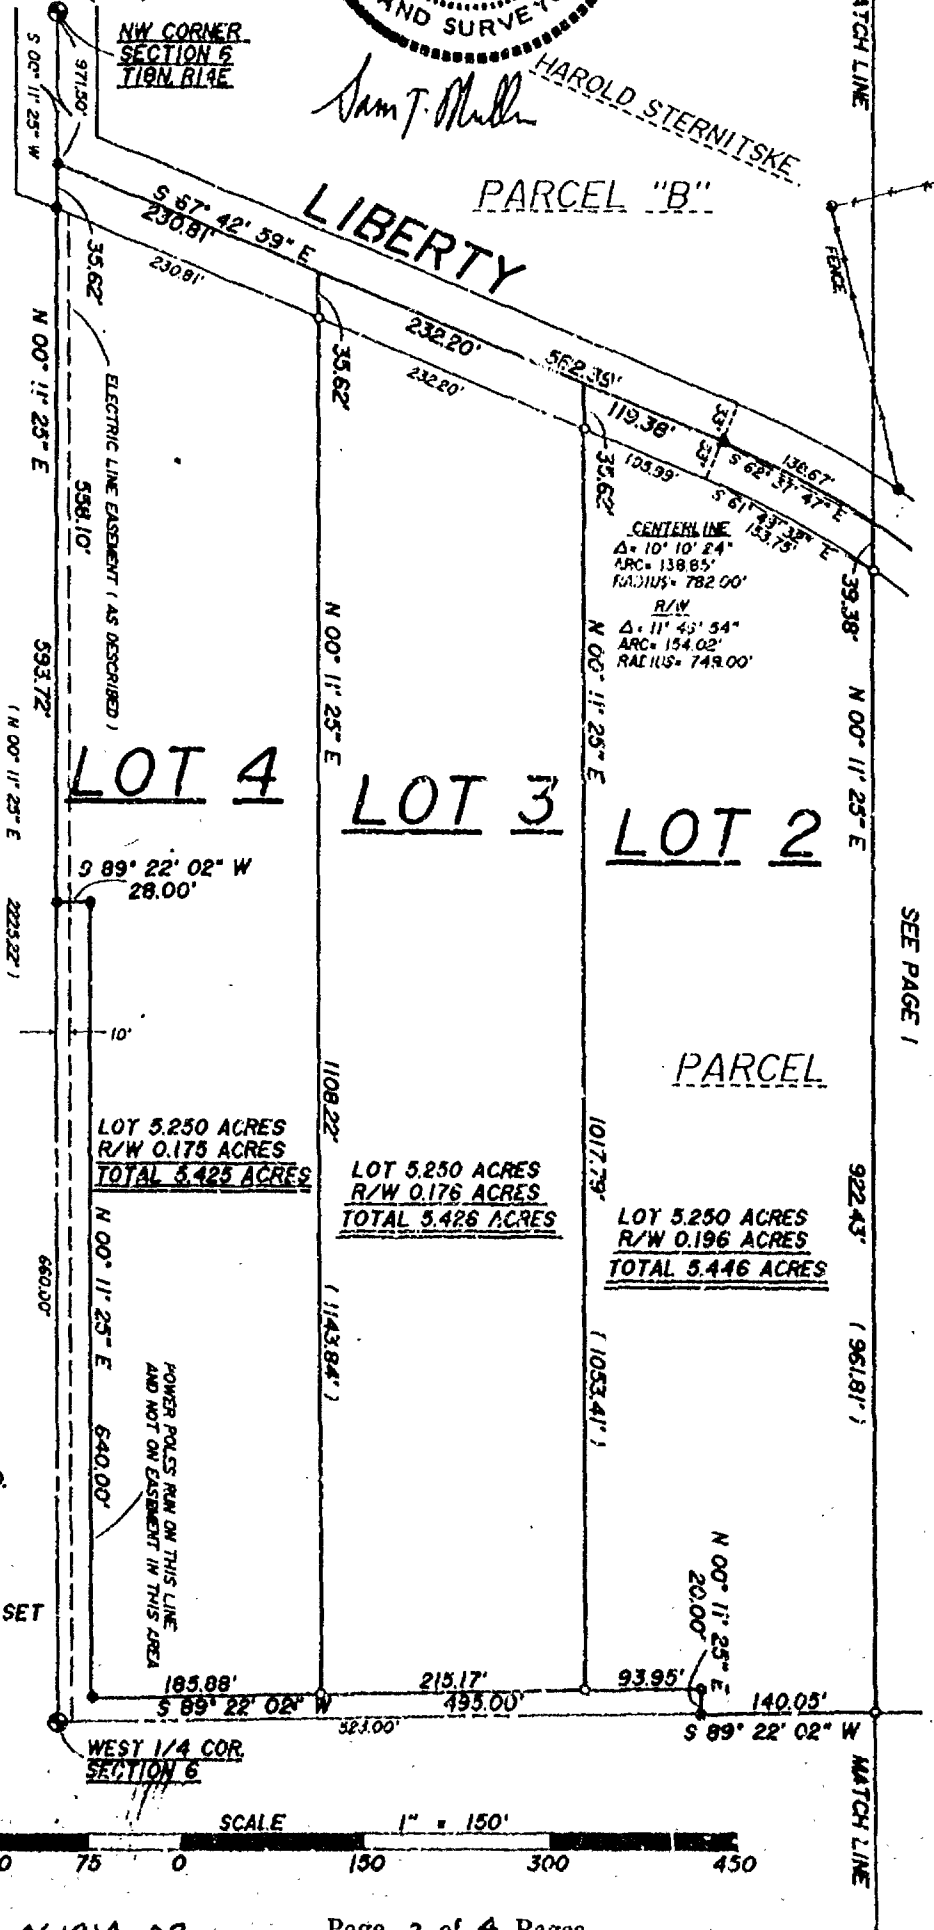 AND SURVEYO
MATCH LINE
NW CORNER
SECTION 6
T18N, R14E
S 00° 11' 25" W
971.50'
Sam T.
HAROLD STERNITSKE
PARCEL "B"
LIBERTY
S 67° 42' 59" E
230.81'
230.81'
35.62'
FENCE
232.20'
232.20'
35.62'
562.39'
119.38'
105.99'
35.62'
33'
33'
138.67'
S 62° 37' 47" E
S 61° 49' 32" E
153.75'
CENTERLINE
Δ= 10° 10' 24"
ARC= 138.85'
RADIUS= 782.00'
R/W
Δ= 11° 46' 54"
ARC= 154.02'
RADIUS= 749.00'
39.38'
N 00° 11' 25" E
558.10'
ELECTRIC LINE EASEMENT ( AS DESCRIBED )
593.72'
( N 00° 11' 25" E 2225.22' )
N 00° 11' 25" E
N 00° 11' 25" E
N 00° 11' 25" E
LOT 4
LOT 3
LOT 2
S 89° 22' 02" W
28.00'
SEE PAGE 1
10'
PARCEL
1108.22'
1017.79'
922.43'
LOT 5.250 ACRES
R/W 0.175 ACRES
TOTAL 5.425 ACRES
LOT 5.250 ACRES
R/W 0.176 ACRES
TOTAL 5.426 ACRES
LOT 5.250 ACRES
R/W 0.196 ACRES
TOTAL 5.446 ACRES
660.00'
N 00° 11' 25" E 640.00'
( 1143.84' )
( 1053.41' )
( 961.81' )
POWER POLES RUN ON THIS LINE
AND NOT ON EASEMENT IN THIS AREA
SET
N 00° 11' 25" E
20.00'
185.88'
215.17'
93.95'
S 89° 22' 02" W
495.00'
140.05'
523.00'
S 89° 22' 02" W
WEST 1/4 COR.
SECTION 6
MATCH LINE
SCALE 1" = 150'
0 75 0 150 300 450
Page 2 of 4 Pages